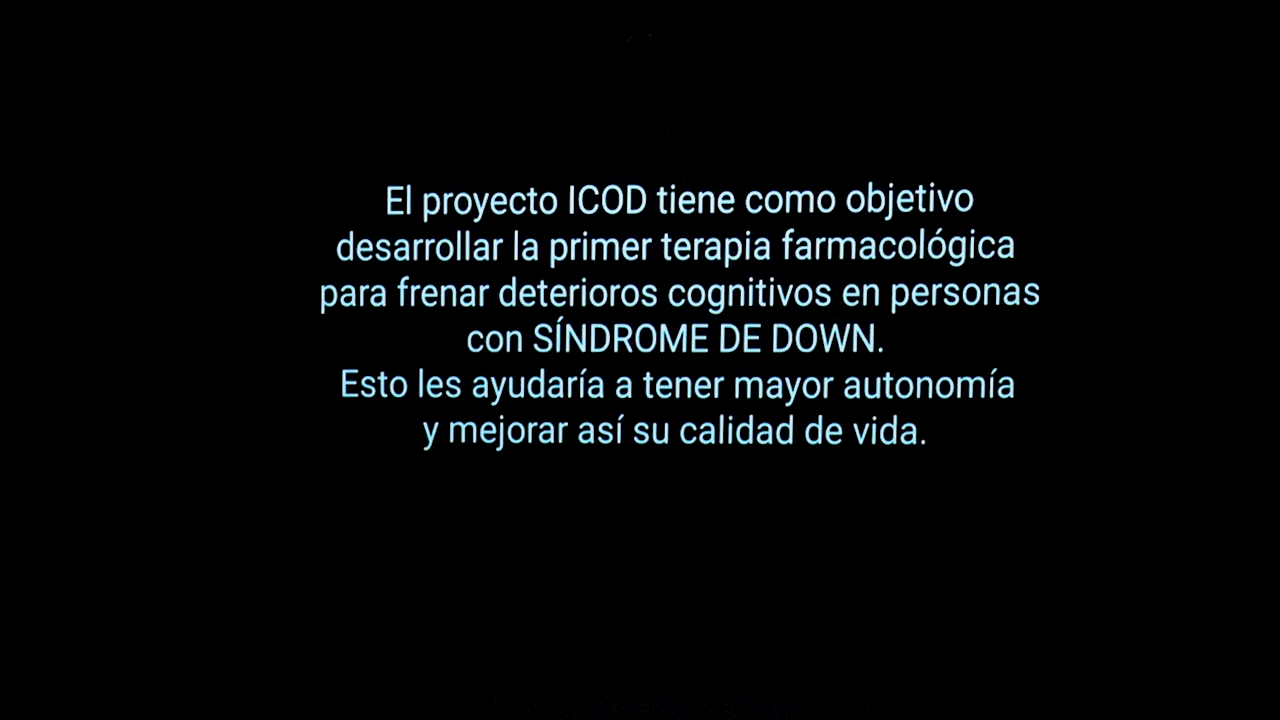 El proyecto ICOD tiene como objetivo
desarrollar la primer terapia farmacológica
para frenar deterioros cognitivos en personas
con SÍNDROME DE DOWN.
Esto les ayudaría a tener mayor autonomía
y mejorar así su calidad de vida.